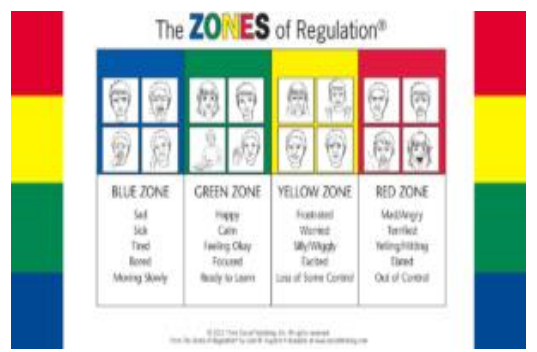 The ZONES of Regulation®
BLUE ZONE
Sad
Sick
Tired
Bored
Moving Slowly
GREEN ZONE
Happy
Calm
Feeling Okay
Focused
Ready to Learn
YELLOW ZONE
Frustrated
Worried
Silly/Wiggly
Excited
Loss of Some Control
RED ZONE
Mad/Angry
Terrified
Yelling/Hitting
Elated
Out of Control